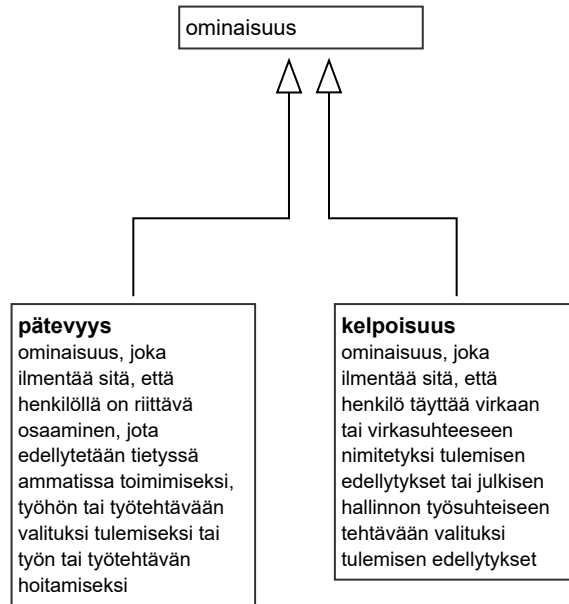 ominaisuus
pätevyys
ominaisuus, joka
ilmentää sitä, että
henkilöllä on riittävä
osaaminen, jota
edellytetään tietyssä
ammatissa toimimiseksi,
työhön tai työtehtävään
valituksi tulemiseksi tai
työn tai työtehtävän
hoitamiseksi
kelpoisuus
ominaisuus, joka
ilmentää sitä, että
henkilö täyttää virkaan
tai virkasuhteeseen
nimitetyksi tulemisen
edellytykset tai julkisen
hallinnon työsuhteiseen
tehtävään valituksi
tulemisen edellytykset